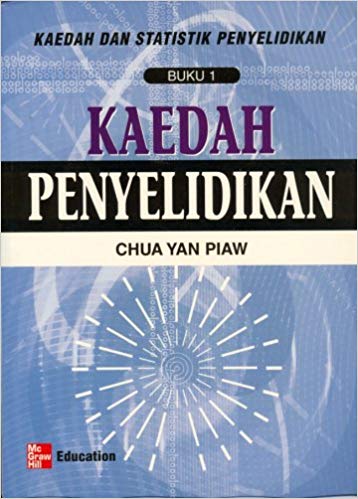 KAEDAH DAN STATISTIK PENYELIDIKAN
BUKU 1
KAEDAH
PENYELIDIKAN
CHUA YAN PIAW
Mc
Graw
Hill
Education